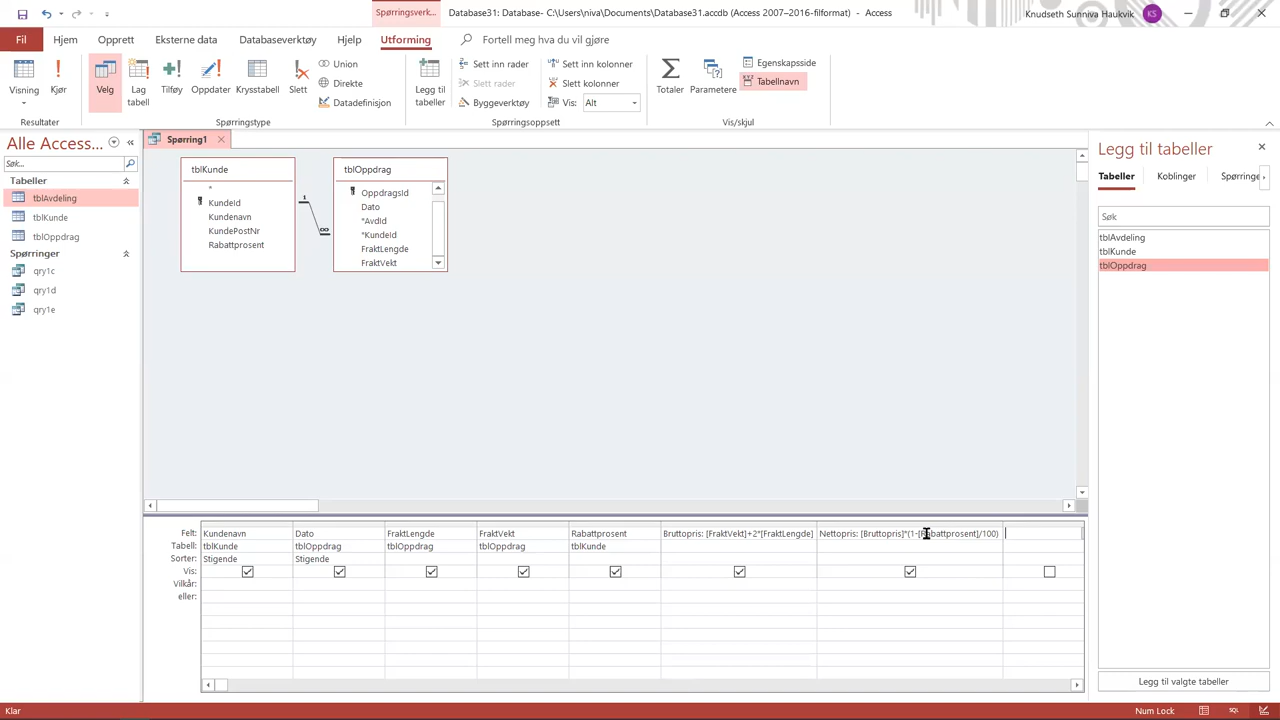 Spørringsverk...
Database31: Database- C:\Users\niva\Documents\Database31.accdb (Access 2007–2016-filformat) - Access
Knudseth Sunniva Haukvik
KS
Fil
Hjem
Opprett
Eksterne data
Databaseverktøy
Hjelp
Utforming
Fortell meg hva du vil gjøre
Visning
Kjør
Velg
Lag tabell
Tilføy
Oppdater
Krysstabell
Slett
Union
Direkte
Datadefinisjon
Legg til tabeller
Sett inn rader
Slett rader
Byggeverktøy
Sett inn kolonner
Slett kolonner
Vis: Alt
Totaler
Parametere
Egenskapsside
Tabellnavn
Resultater
Spørringstype
Spørringsoppsett
Vis/skjul
Alle Access...
Søk...
Tabeller
tblAvdeling
tblKunde
tblOppdrag
Spørringer
qry1c
qry1d
qry1e
Spørring1
tblKunde
*
KundeId
Kundenavn
KundePostNr
Rabattprosent
1
∞
tblOppdrag
OppdragsId
Dato
*AvdId
*KundeId
FraktLengde
FraktVekt
Felt: Kundenavn Dato FraktLengde FraktVekt Rabattprosent Bruttopris: [FraktVekt]+2*[FraktLengde] Nettopris: [Bruttopris]*(1-[Rabattprosent]/100)
Tabell: tblKunde tblOppdrag tblOppdrag tblOppdrag tblKunde
Sorter: Stigende Stigende
Vis:
Vilkår:
eller:
Legg til tabeller
Tabeller
Koblinger
Spørringe
Søk
tblAvdeling
tblKunde
tblOppdrag
Legg til valgte tabeller
Klar
Num Lock
SQL